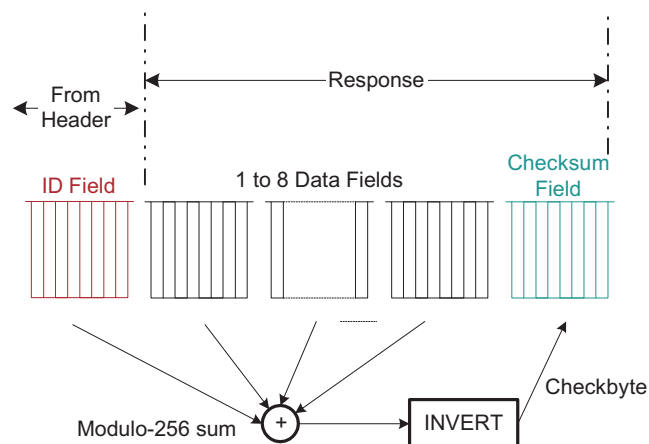 Response
From
Header
ID Field
1 to 8 Data Fields
Checksum
Field
Modulo-256 sum
+
INVERT
Checkbyte